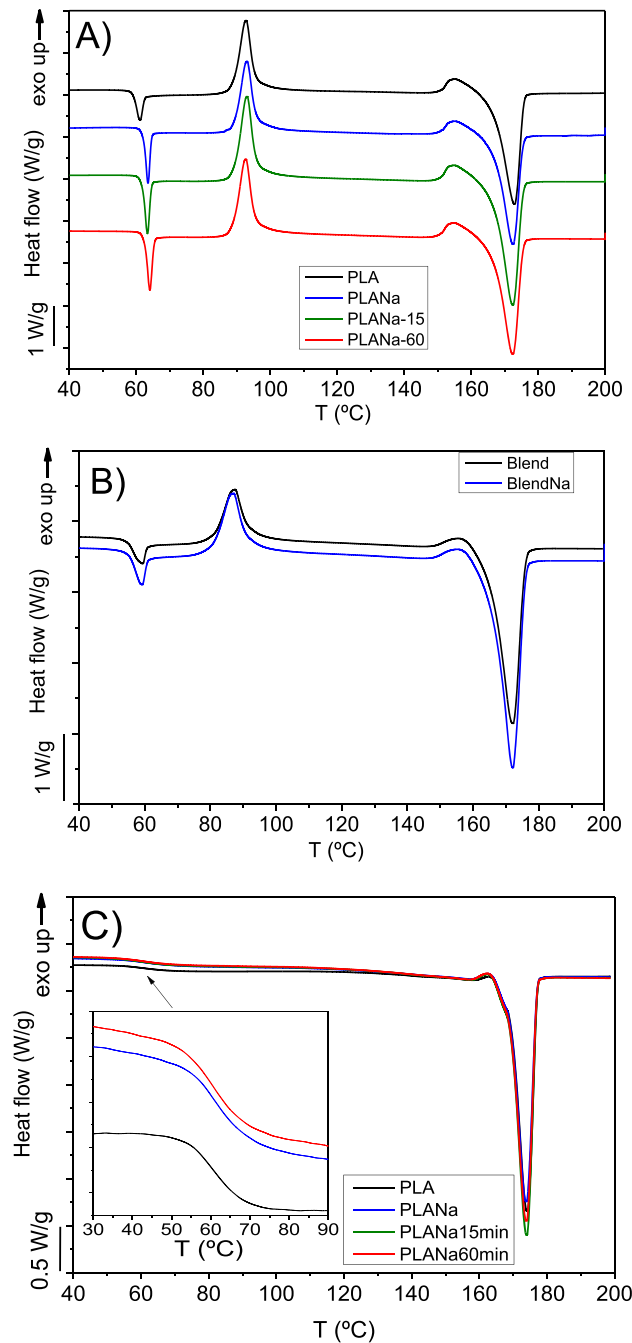 A)
exo up
Heat flow (W/g)
1 W/g
PLA
PLANa
PLANa-15
PLANa-60
40 60 80 100 120 140 160 180 200
T (ºC)
B)
exo up
Heat flow (W/g)
1 W/g
Blend
BlendNa
40 60 80 100 120 140 160 180 200
T (ºC)
C)
exo up
Heat flow (W/g)
0.5 W/g
30 40 50 60 70 80 90
T (ºC)
PLA
PLANa
PLANa15min
PLANa60min
40 60 80 100 120 140 160 180 200
T (ºC)